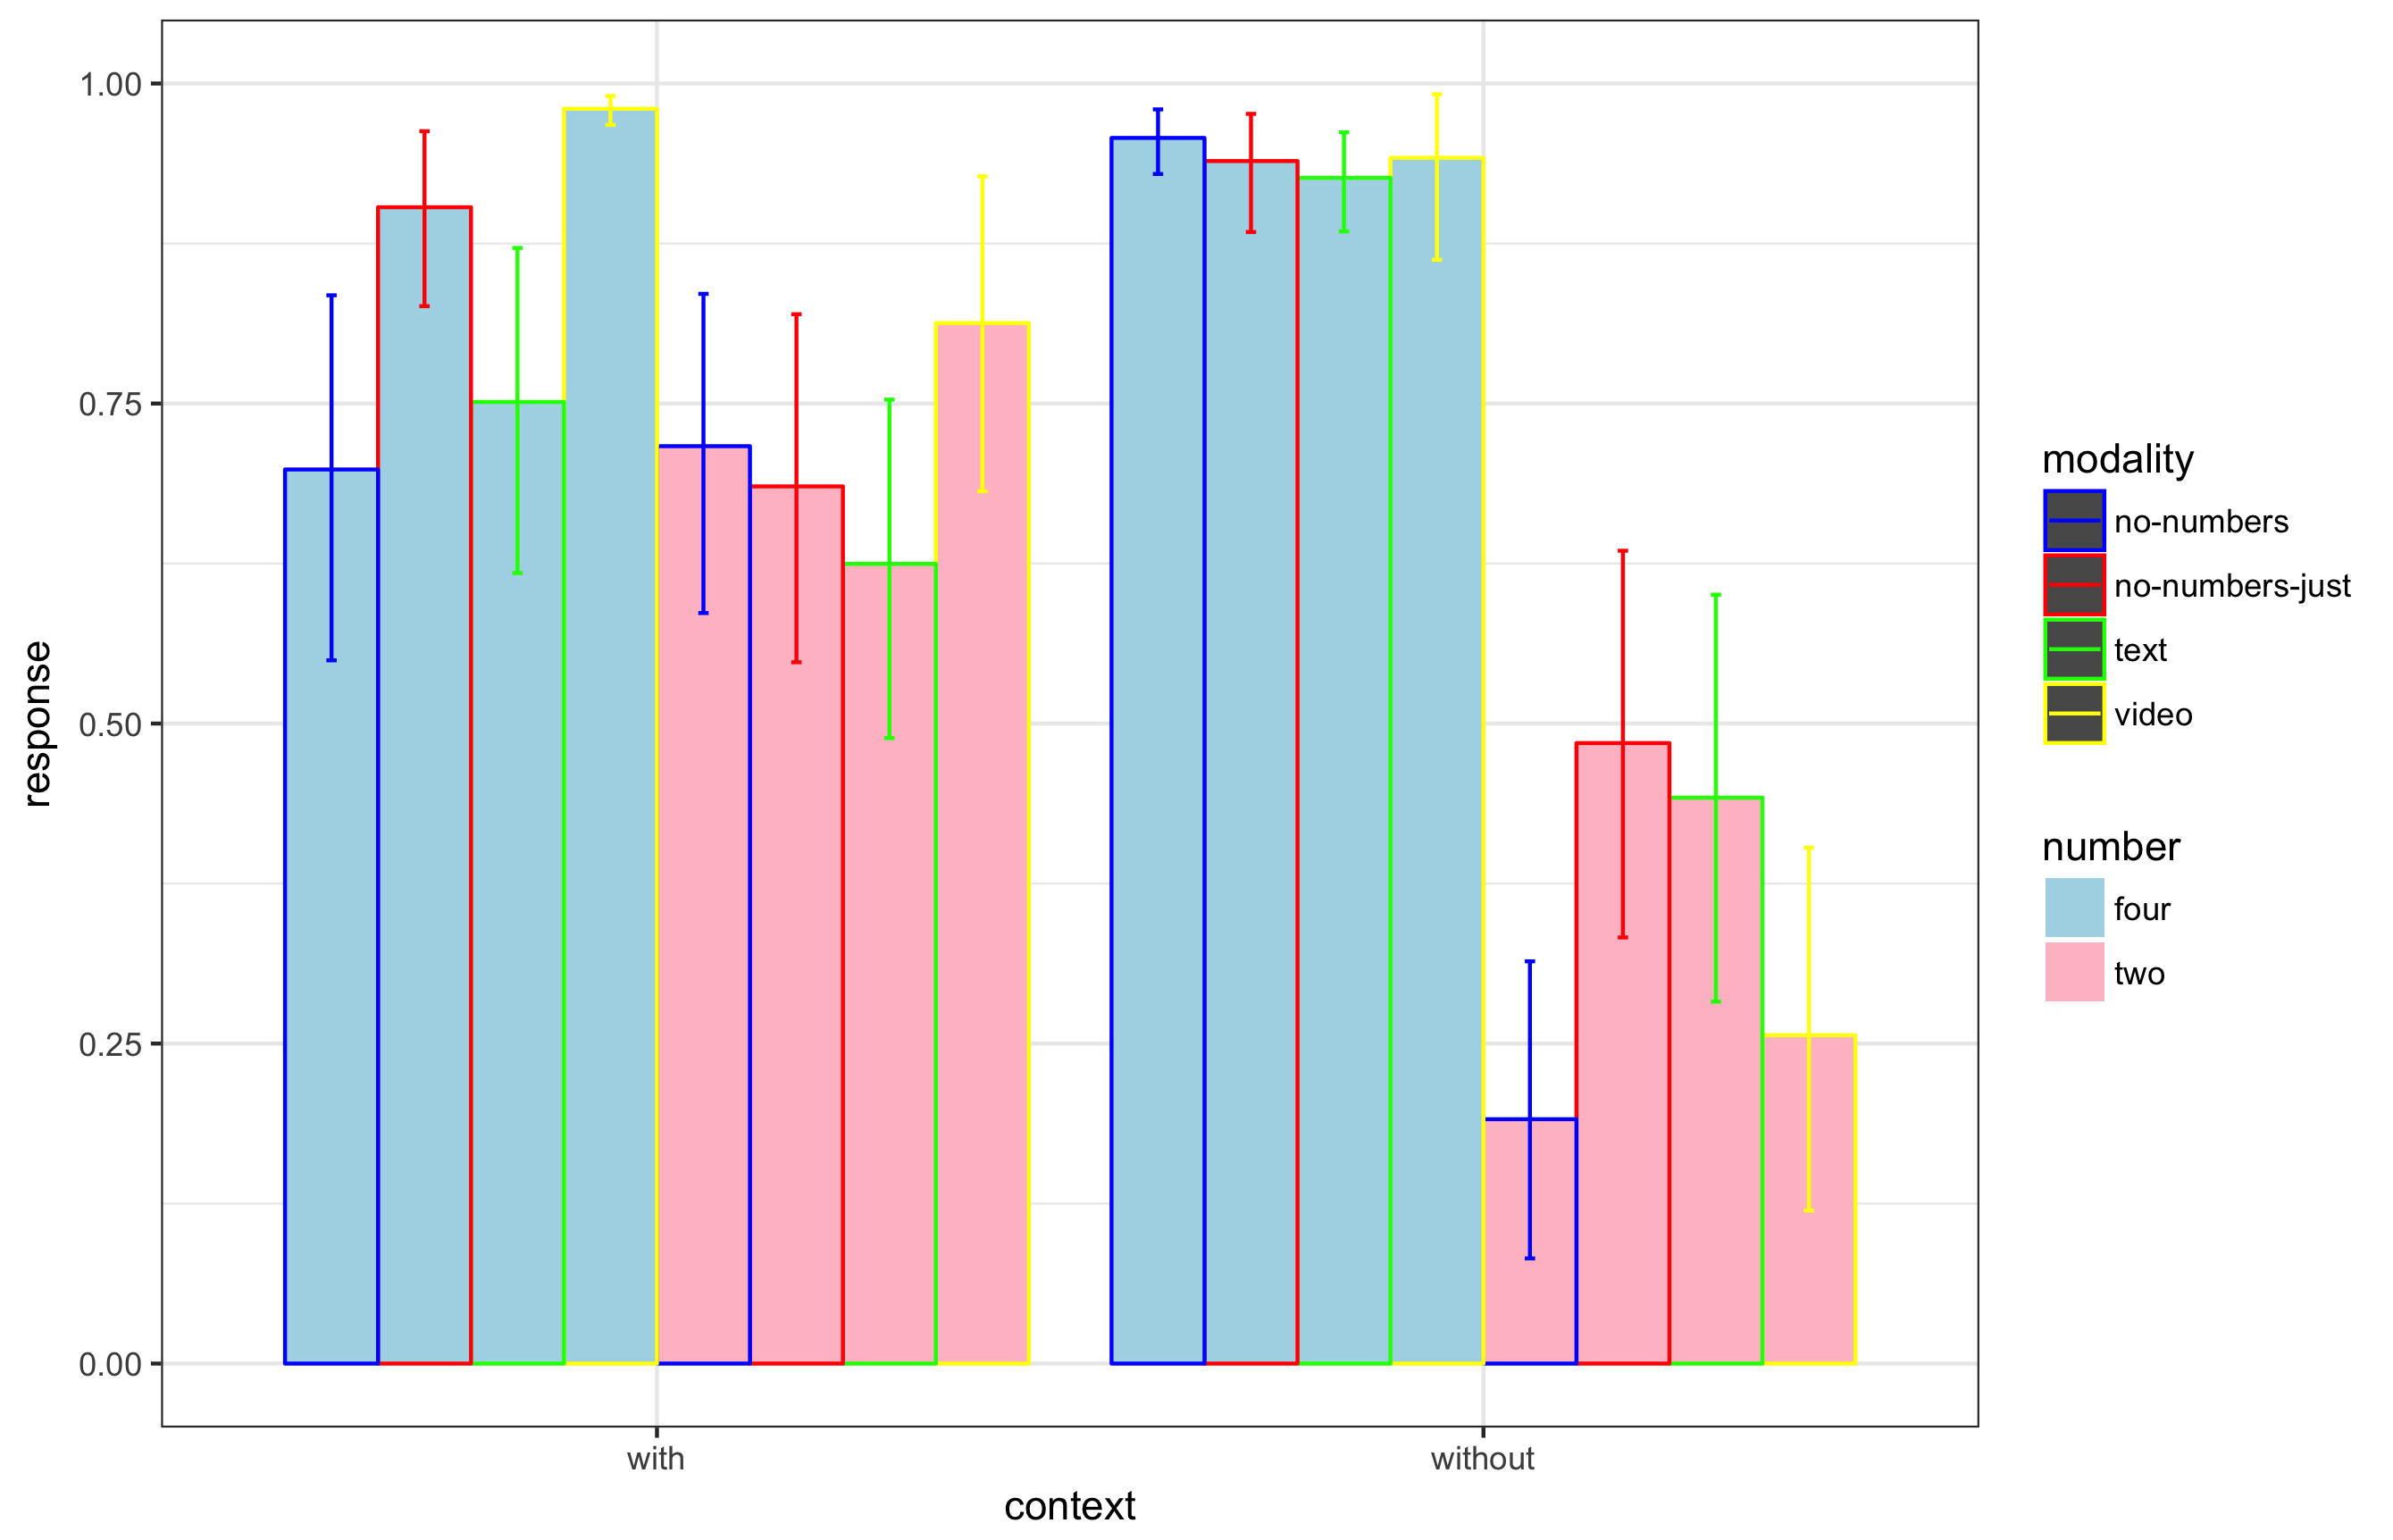 response
1.00
0.75
0.50
0.25
0.00
with
without
context
modality
no-numbers
no-numbers-just
text
video
number
four
two